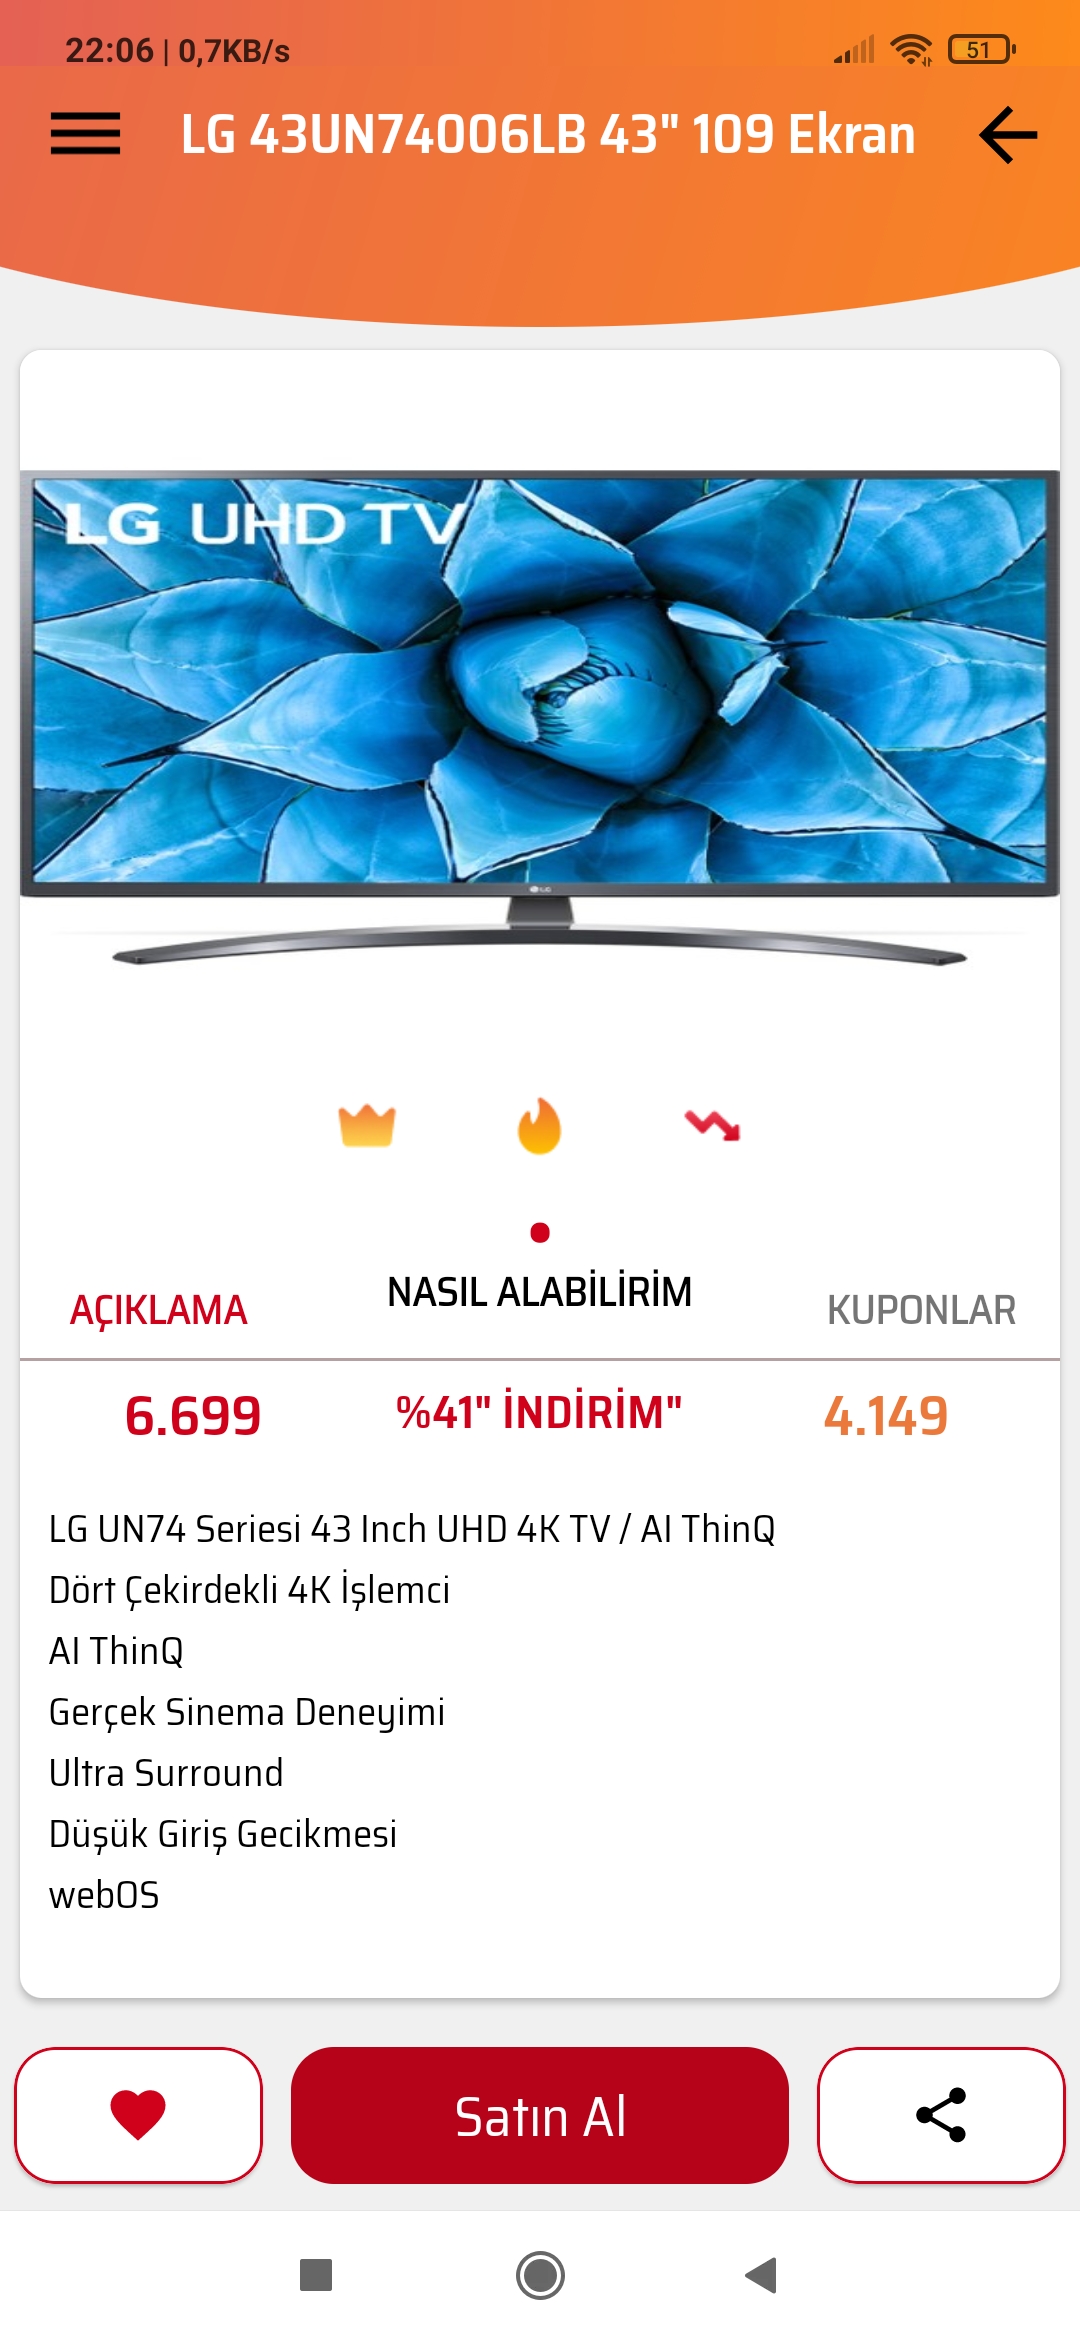 22:06 | 0,7KB/s
51
LG 43UN74006LB 43" 109 Ekran
LG UHD TV
LG
NASIL ALABİLİRİM
AÇIKLAMA
KUPONLAR
6.699
%41" İNDİRİM"
4.149
LG UN74 Seriesi 43 Inch UHD 4K TV / AI ThinQ
Dört Çekirdekli 4K İşlemci
AI ThinQ
Gerçek Sinema Deneyimi
Ultra Surround
Düşük Giriş Gecikmesi
webOS
Satın Al